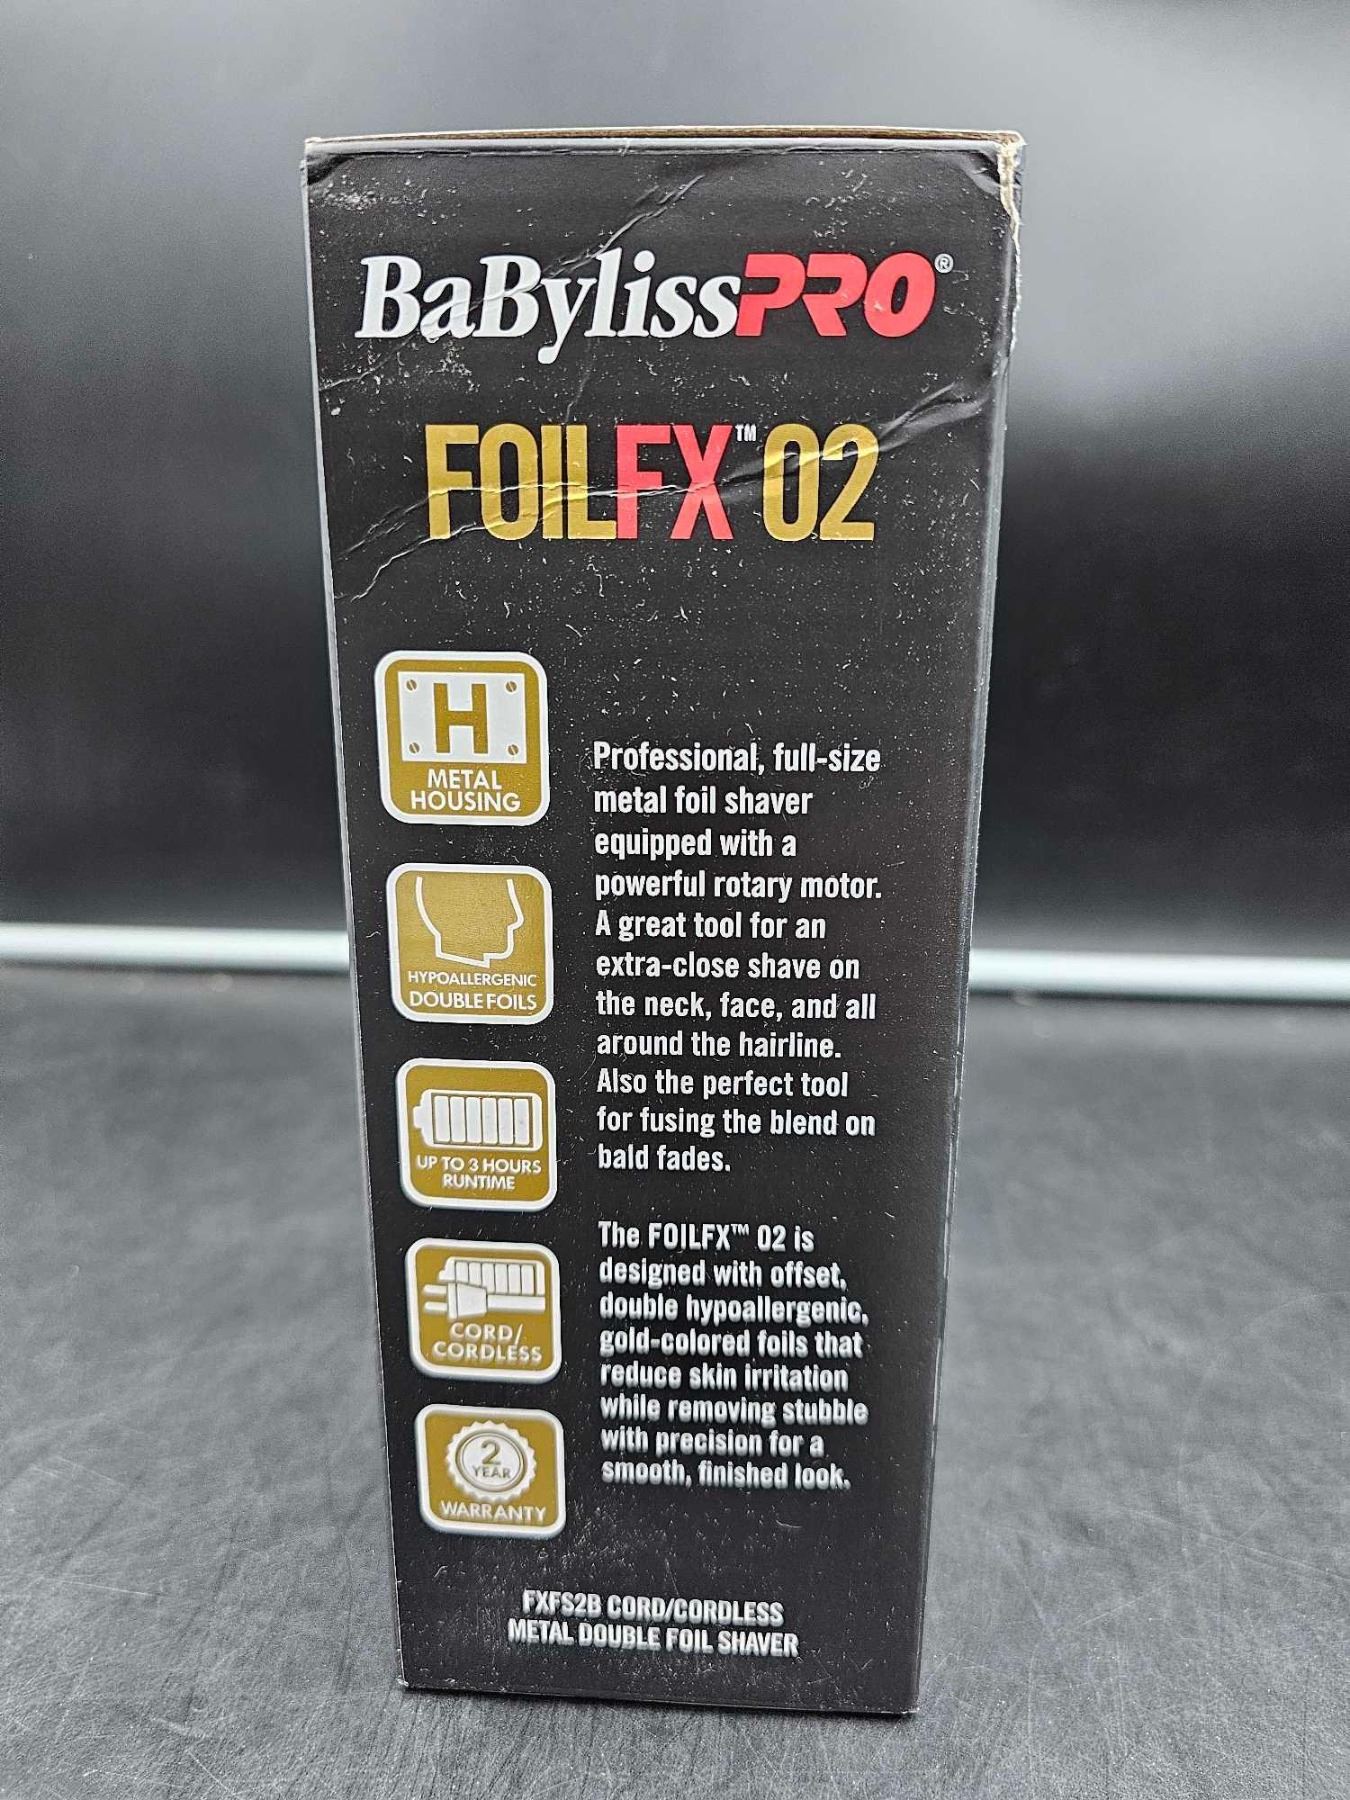 BaBylissPRO®
FOILFX™ 02
H
METAL
HOUSING
HYPOALLERGENIC
DOUBLE FOILS
UP TO 3 HOURS
RUNTIME
CORD/
CORDLESS
2
YEAR
WARRANTY
Professional, full-size
metal foil shaver
equipped with a
powerful rotary motor.
A great tool for an
extra-close shave on
the neck, face, and all
around the hairline.
Also the perfect tool
for fusing the blend on
bald fades.
The FOILFX™ 02 is
designed with offset,
double hypoallergenic,
gold-colored foils that
reduce skin irritation
while removing stubble
with precision for a
smooth, finished look.
FXFS2B CORD/CORDLESS
METAL DOUBLE FOIL SHAVER